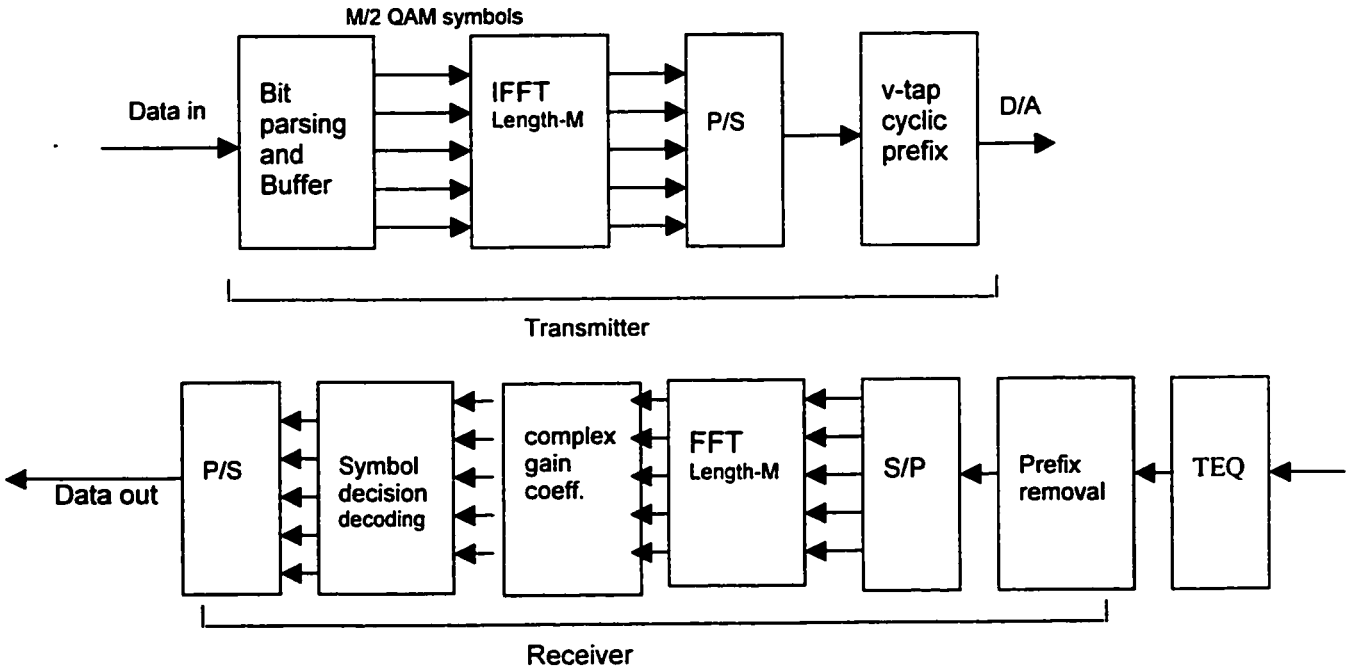 M/2 QAM symbols
Data in
Bit
parsing
and
Buffer
IFFT
Length-M
P/S
v-tap
cyclic
prefix
D/A
Transmitter
P/S
Symbol
decision
decoding
complex
gain
coeff.
FFT
Length-M
S/P
Prefix
removal
TEQ
Data out
Receiver